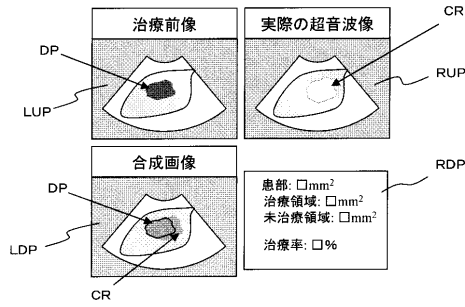 治療前像
実際の超音波像
CR
DP
LUP
RUP
合成画像
DP
LDP
CR
RDP
患部: □mm²
治療領域: □mm²
未治療領域: □mm²
治療率: □%